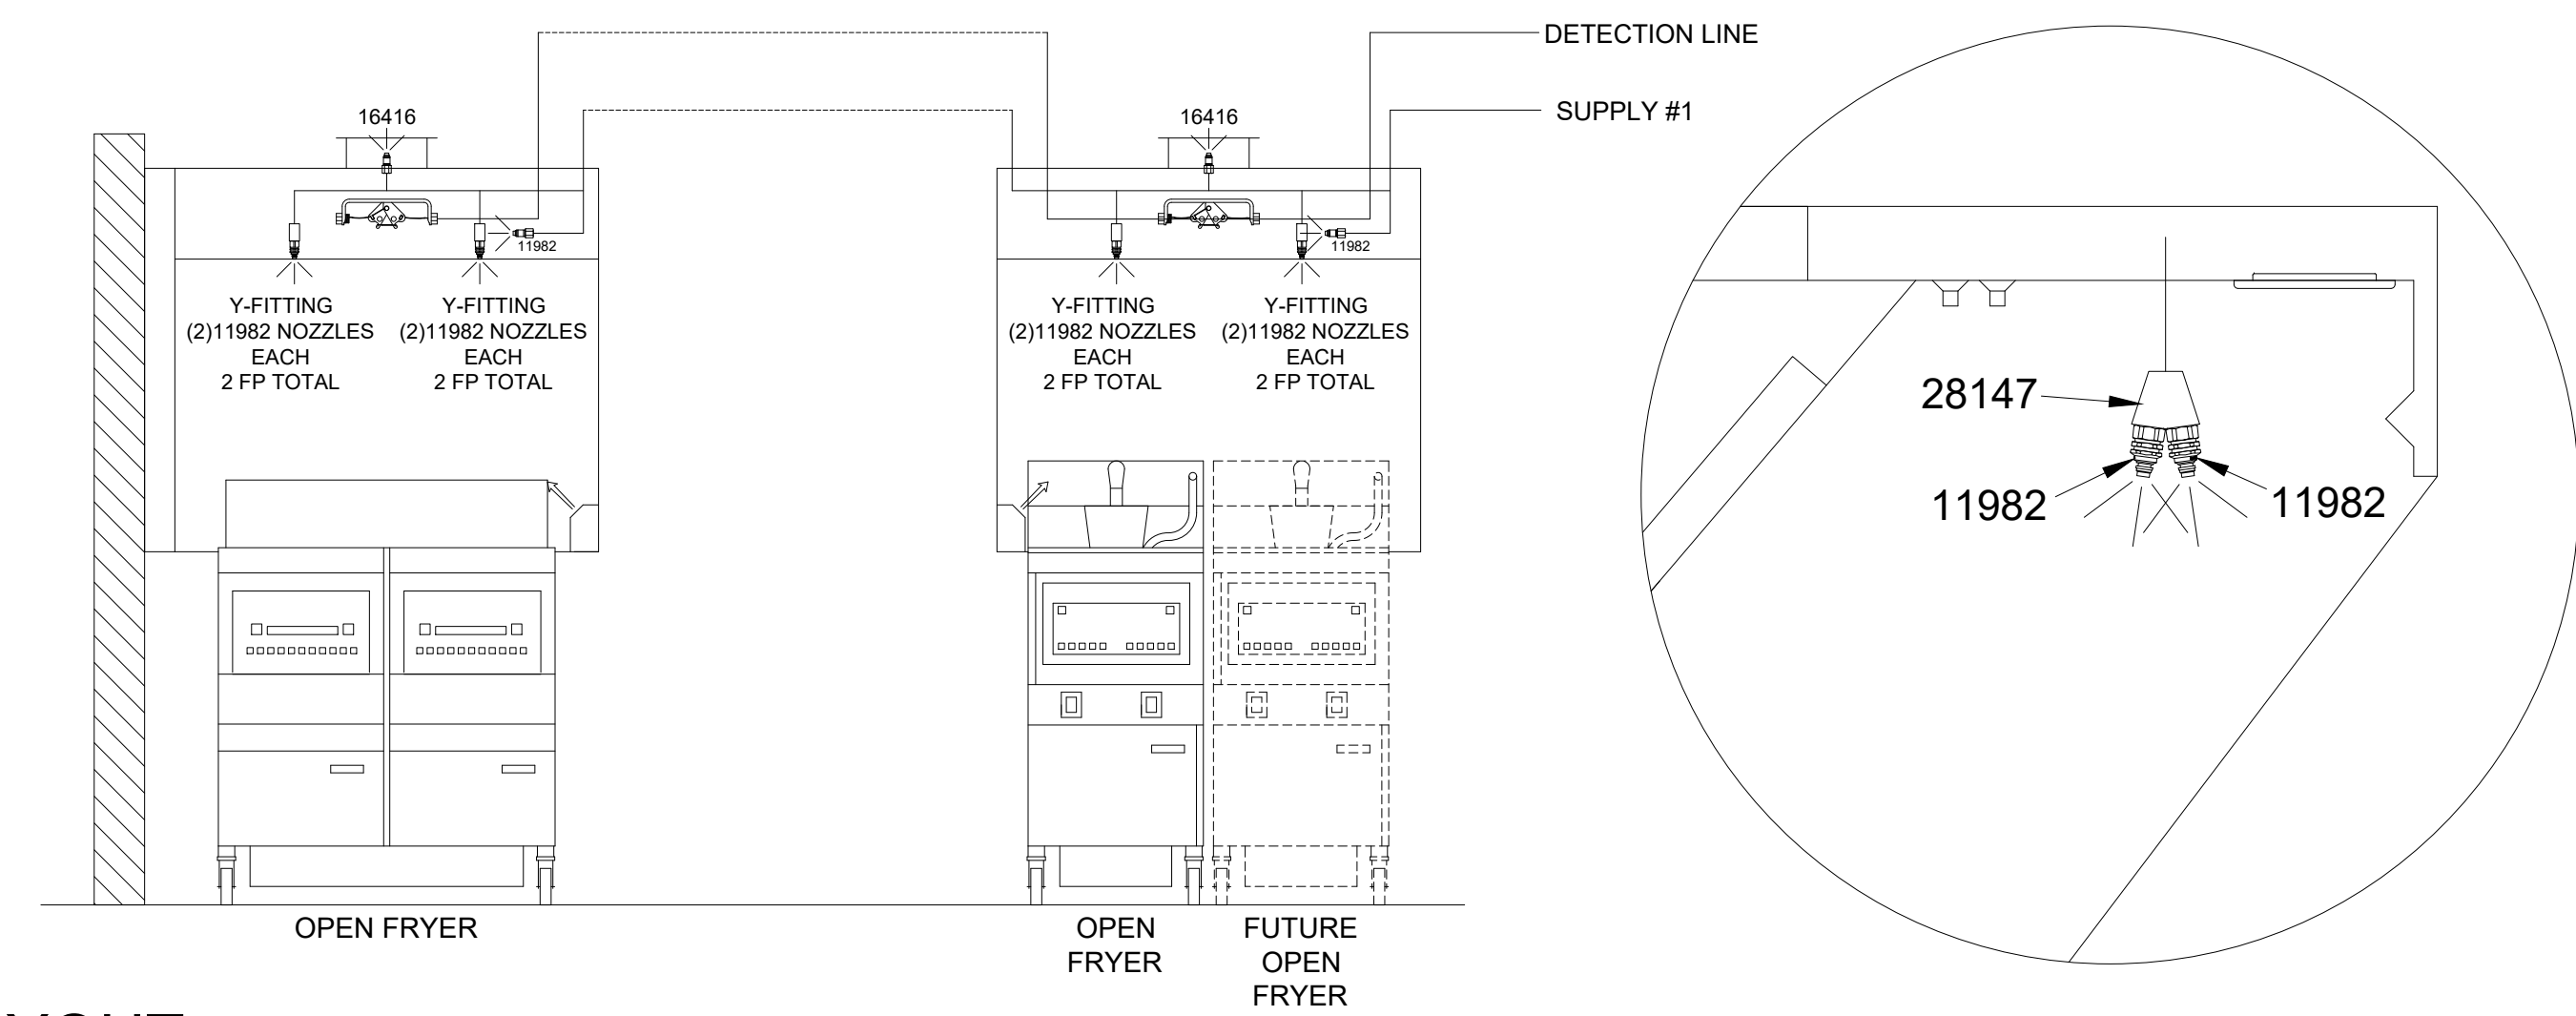 DETECTION LINE
SUPPLY #1
16416
16416
11982
11982
Y-FITTING
(2)11982 NOZZLES
EACH
2 FP TOTAL
Y-FITTING
(2)11982 NOZZLES
EACH
2 FP TOTAL
Y-FITTING
(2)11982 NOZZLES
EACH
2 FP TOTAL
Y-FITTING
(2)11982 NOZZLES
EACH
2 FP TOTAL
28147
11982
11982
OPEN FRYER
OPEN
FRYER
FUTURE
OPEN
FRYER